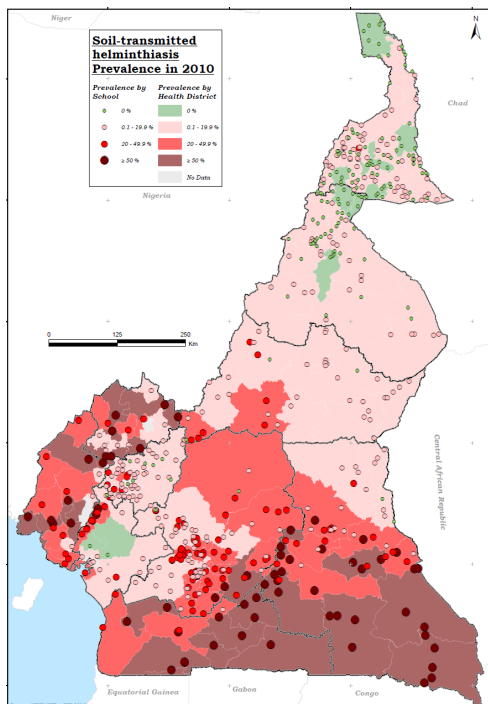 Niger
N
Soil-transmitted
helminthiasis
Prevalence in 2010
Prevalence by
School
Prevalence by
Health District
0 %
0 %
0.1 - 19.9 %
0.1 - 19.9 %
20 - 49.9 %
20 - 49.9 %
≥ 50 %
≥ 50 %
No Data
Chad
Nigeria
0
125
250
Km
Central African Republic
Equatorial Guinea
Gabon
Congo